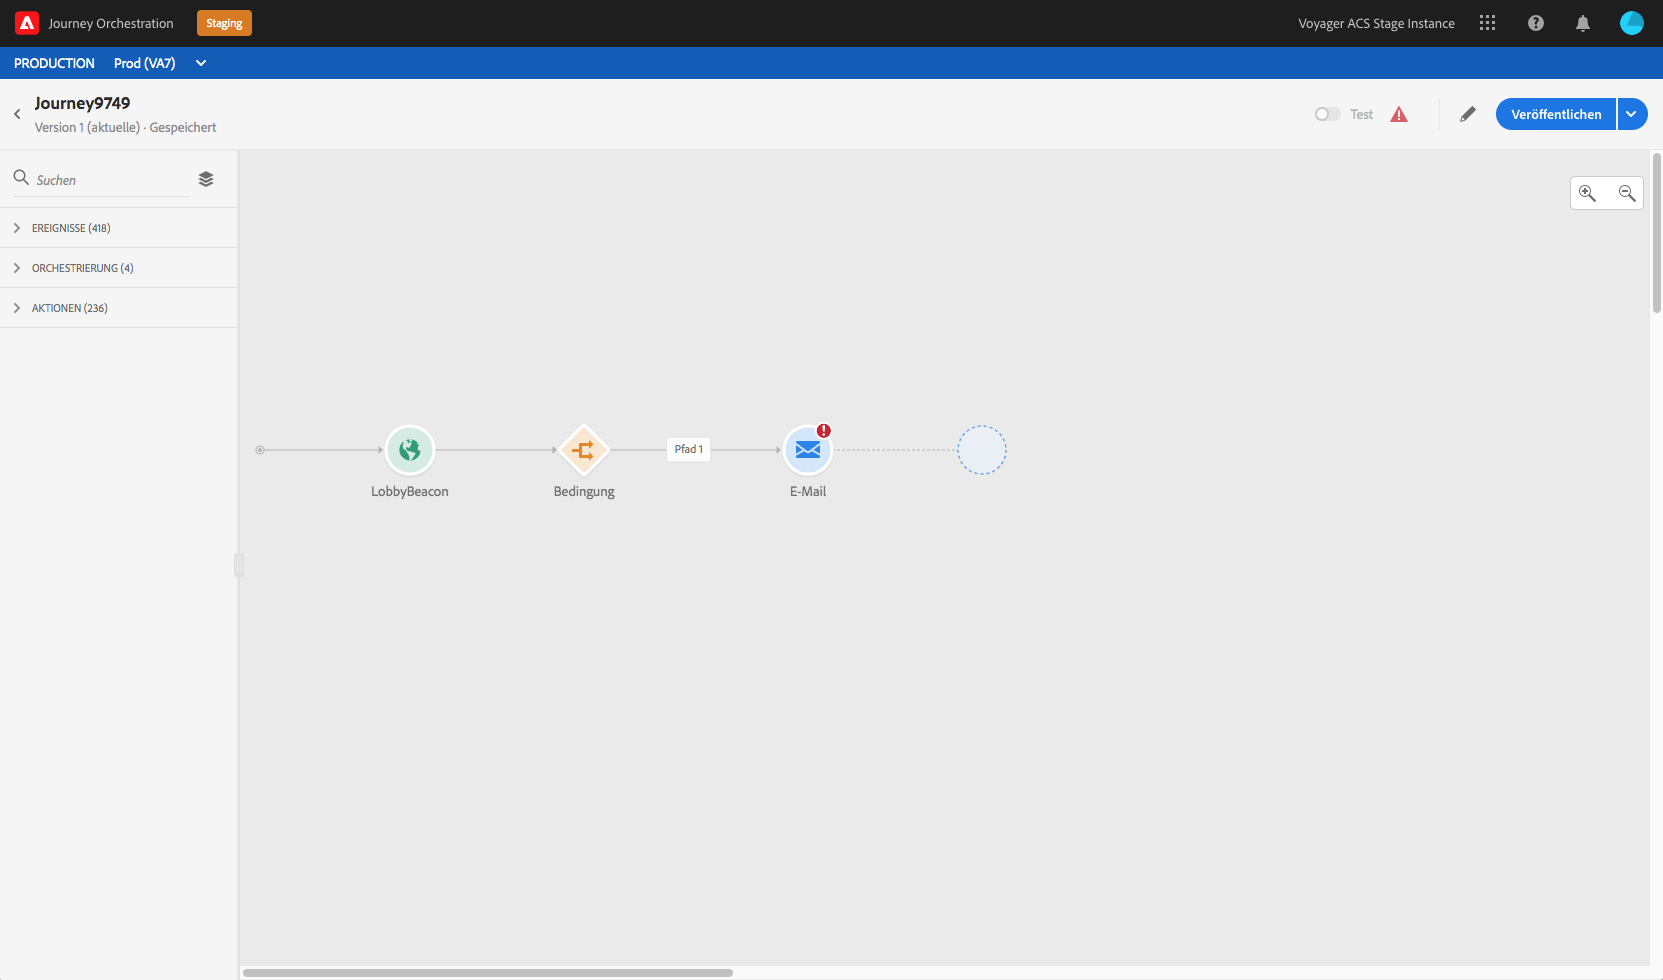 Journey Orchestration
Staging
Voyager ACS Stage Instance
PRODUCTION Prod (VA7)
Journey9749
Version 1 (aktuelle) · Gespeichert
Test
Veröffentlichen
Suchen
EREIGNISSE (418)
ORCHESTRIERUNG (4)
AKTIONEN (236)
Pfad 1
LobbyBeacon
Bedingung
E-Mail